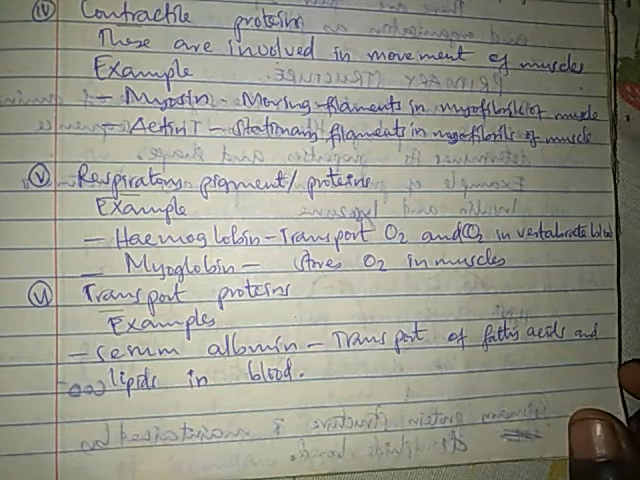 (iv) Contractile proteins
These are involved in movement of muscles
Example
- Myosin - Moving filaments in myofibrils of muscle
- Actin - Stationary filaments in myofibrils of muscle
(v) Respiratory pigment/proteins
Example
- Haemoglobin - Transport O2 and CO2 in vertabrate blood
- Myoglobin - Stores O2 in muscles
Transport proteins
Examples
- serum albumin - Transport of fatty acids and
lipids in blood.